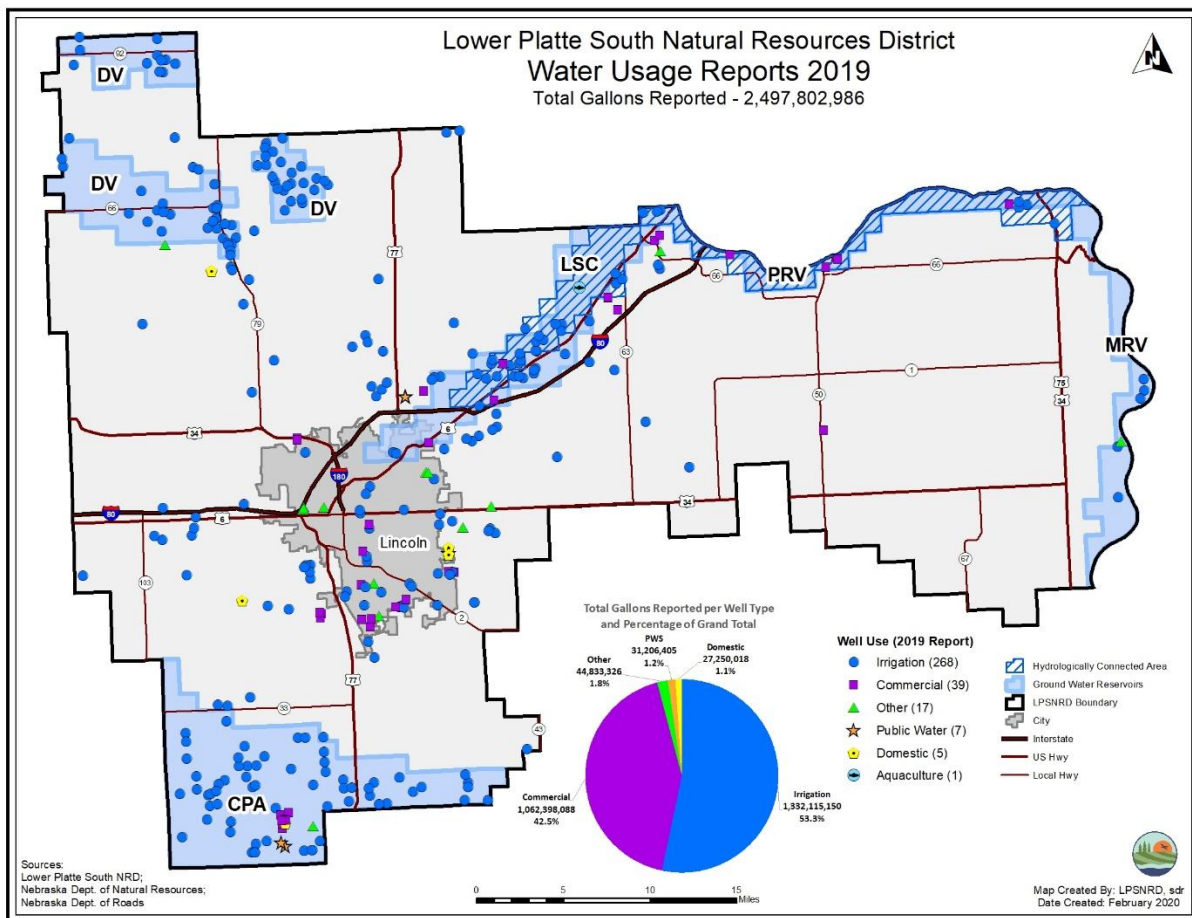 Lower Platte South Natural Resources District
Water Usage Reports 2019
Total Gallons Reported - 2,497,802,986
N
92
DV
DV
66
DV
77
79
LSC
66
PRV
66
80
63
MRV
1
75
34
50
34
6
180
80
6
34
Lincoln
103
67
2
77
33
43
CPA
Total Gallons Reported per Well Type
and Percentage of Grand Total
PWS
31,206,405
1.2%
Domestic
27,250,018
1.1%
Other
44,833,326
1.8%
Commercial
1,062,398,088
42.5%
Irrigation
1,332,115,150
53.3%
Well Use (2019 Report)
Irrigation (268)
Commercial (39)
Other (17)
Public Water (7)
Domestic (5)
Aquaculture (1)
Hydrologically Connected Area
Ground Water Reservoirs
LPSNRD Boundary
City
Interstate
US Hwy
Local Hwy
Sources:
Lower Platte South NRD;
Nebraska Dept. of Natural Resources;
Nebraska Dept. of Roads
0 5 10 15
Miles
Map Created By: LPSNRD, sdr
Date Created: February 2020